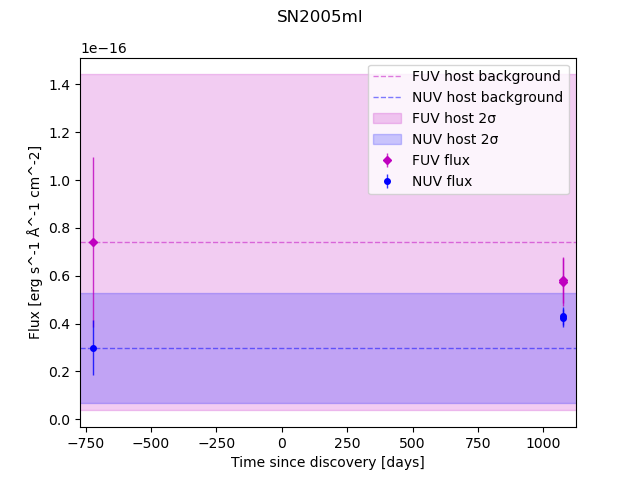 SN2005ml
1e−16
FUV host background
NUV host background
FUV host 2σ
NUV host 2σ
FUV flux
NUV flux
1.4
1.2
1.0
0.8
0.6
0.4
0.2
0.0
Flux [erg s^-1 Å^-1 cm^-2]
−750
−500
−250
0
250
500
750
1000
Time since discovery [days]